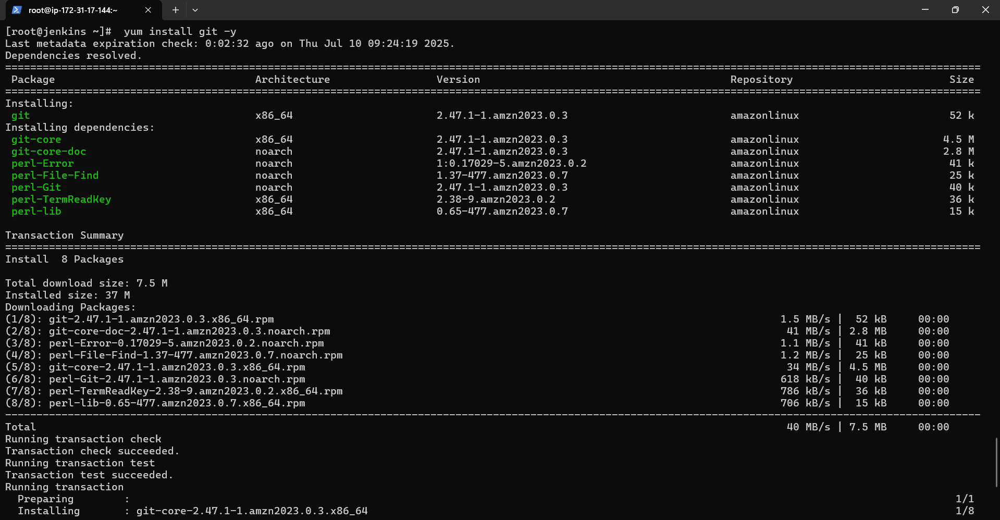 root@ip-172-31-17-144:~
[root@jenkins ~]#  yum install git -y
Last metadata expiration check: 0:02:32 ago on Thu Jul 10 09:24:19 2025.
Dependencies resolved.
================================================================================
 Package Architecture Version Repository Size
================================================================================
Installing:
 git x86_64 2.47.1-1.amzn2023.0.3 amazonlinux 52 k
Installing dependencies:
 git-core x86_64 2.47.1-1.amzn2023.0.3 amazonlinux 4.5 M
 git-core-doc noarch 2.47.1-1.amzn2023.0.3 amazonlinux 2.8 M
 perl-Error noarch 1:0.17029-5.amzn2023.0.2 amazonlinux 41 k
 perl-File-Find noarch 1.37-477.amzn2023.0.7 amazonlinux 25 k
 perl-Git noarch 2.47.1-1.amzn2023.0.3 amazonlinux 40 k
 perl-TermReadKey x86_64 2.38-9.amzn2023.0.2 amazonlinux 36 k
 perl-lib x86_64 0.65-477.amzn2023.0.7 amazonlinux 15 k
Transaction Summary
================================================================================
Install  8 Packages
Total download size: 7.5 M
Installed size: 37 M
Downloading Packages:
(1/8): git-2.47.1-1.amzn2023.0.3.x86_64.rpm 1.5 MB/s |  52 kB 00:00
(2/8): git-core-doc-2.47.1-1.amzn2023.0.3.noarch.rpm 41 MB/s | 2.8 MB 00:00
(3/8): perl-Error-0.17029-5.amzn2023.0.2.noarch.rpm 1.1 MB/s |  41 kB 00:00
(4/8): perl-File-Find-1.37-477.amzn2023.0.7.noarch.rpm 1.2 MB/s |  25 kB 00:00
(5/8): git-core-2.47.1-1.amzn2023.0.3.x86_64.rpm 34 MB/s | 4.5 MB 00:00
(6/8): perl-Git-2.47.1-1.amzn2023.0.3.noarch.rpm 618 kB/s |  40 kB 00:00
(7/8): perl-TermReadKey-2.38-9.amzn2023.0.2.x86_64.rpm 786 kB/s |  36 kB 00:00
(8/8): perl-lib-0.65-477.amzn2023.0.7.x86_64.rpm 706 kB/s |  15 kB 00:00
--------------------------------------------------------------------------------
Total 40 MB/s | 7.5 MB 00:00
Running transaction check
Transaction check succeeded.
Running transaction test
Transaction test succeeded.
Running transaction
  Preparing        : 1/1
  Installing       : git-core-2.47.1-1.amzn2023.0.3.x86_64 1/8